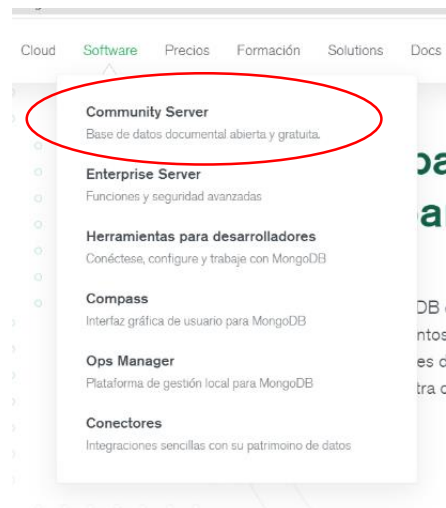 Cloud Software Precios Formación Solutions Docs
Community Server
Base de datos documental abierta y gratuita.
Enterprise Server
Funciones y seguridad avanzadas
Herramientas para desarrolladores
Conéctese, configure y trabaje con MongoDB
Compass
Interfaz gráfica de usuario para MongoDB
DB
Ops Manager
Plataforma de gestión local para MongoDB
Conectores
Integraciones sencillas con su patrimoino de datos